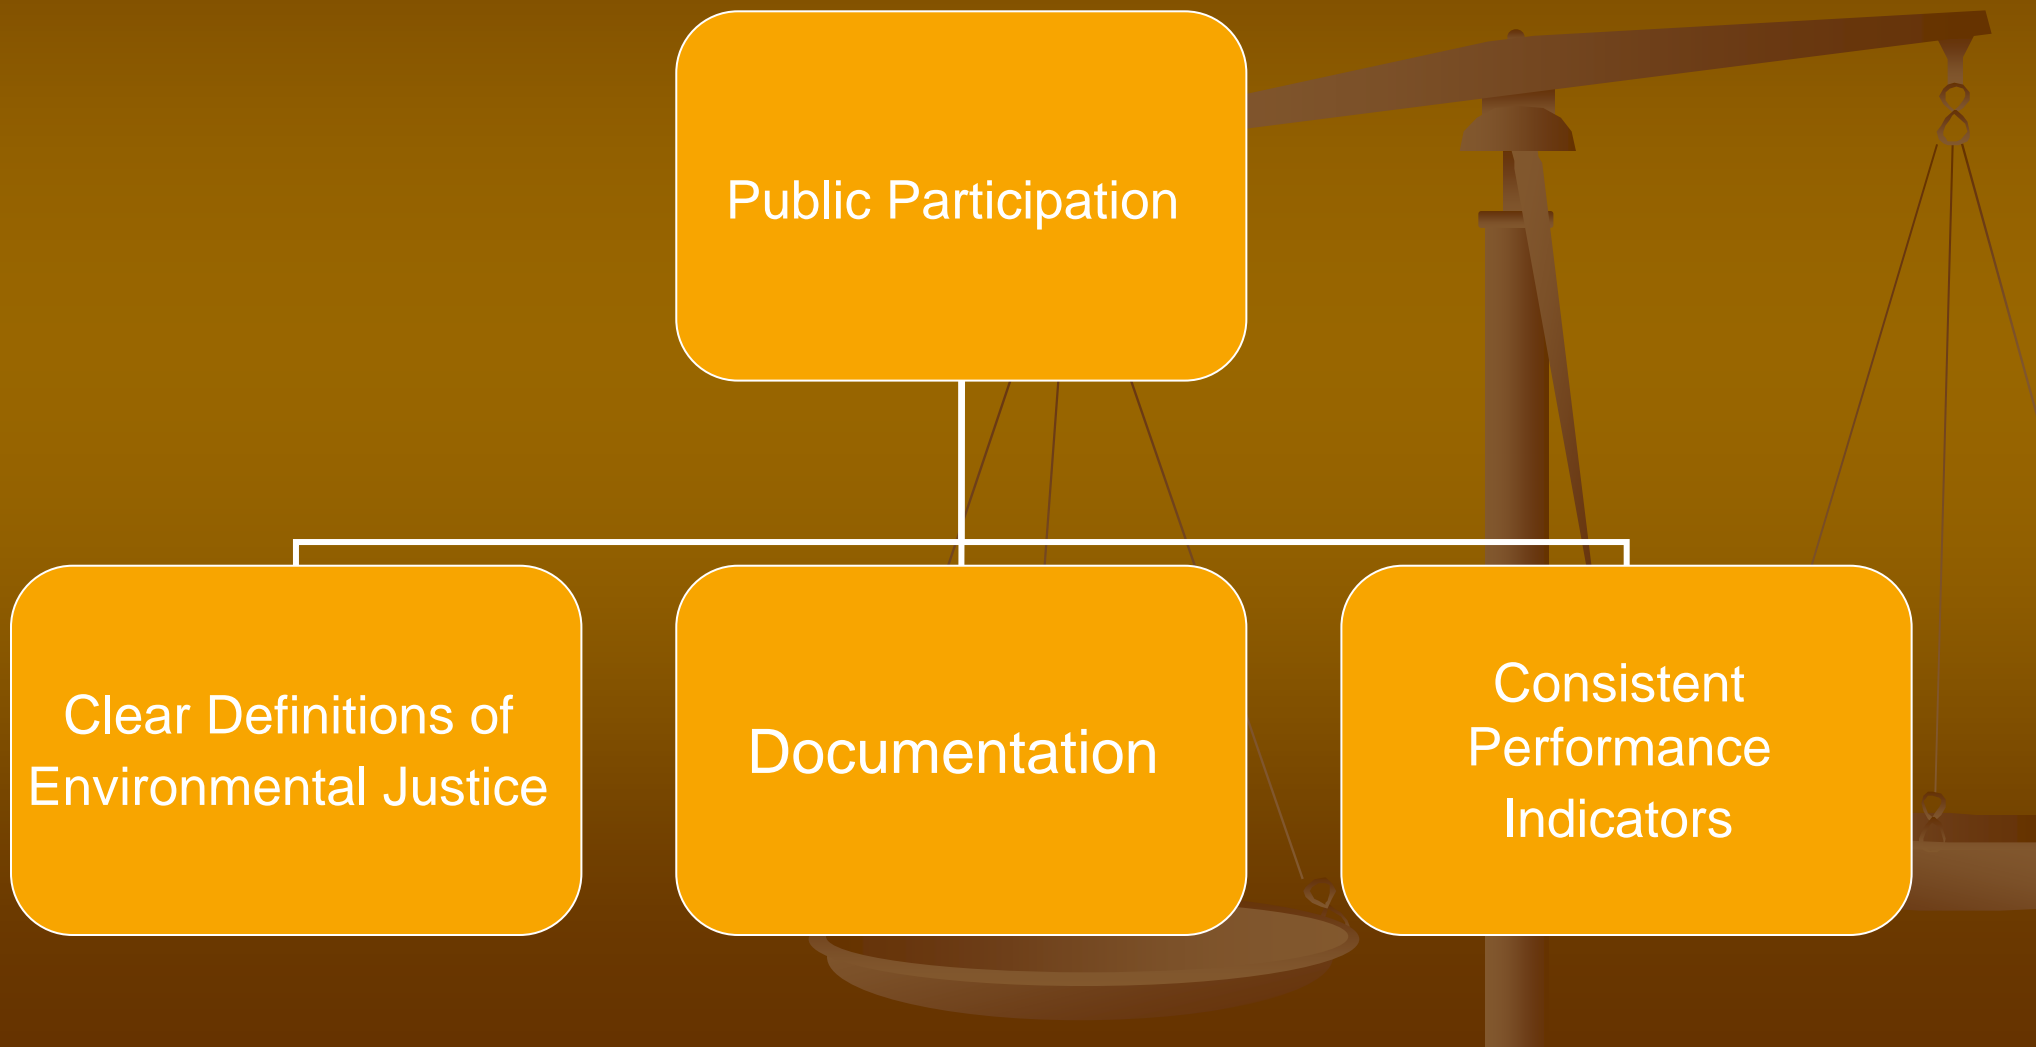 Public Participation
Clear Definitions of
Environmental Justice
Documentation
Consistent
Performance
Indicators